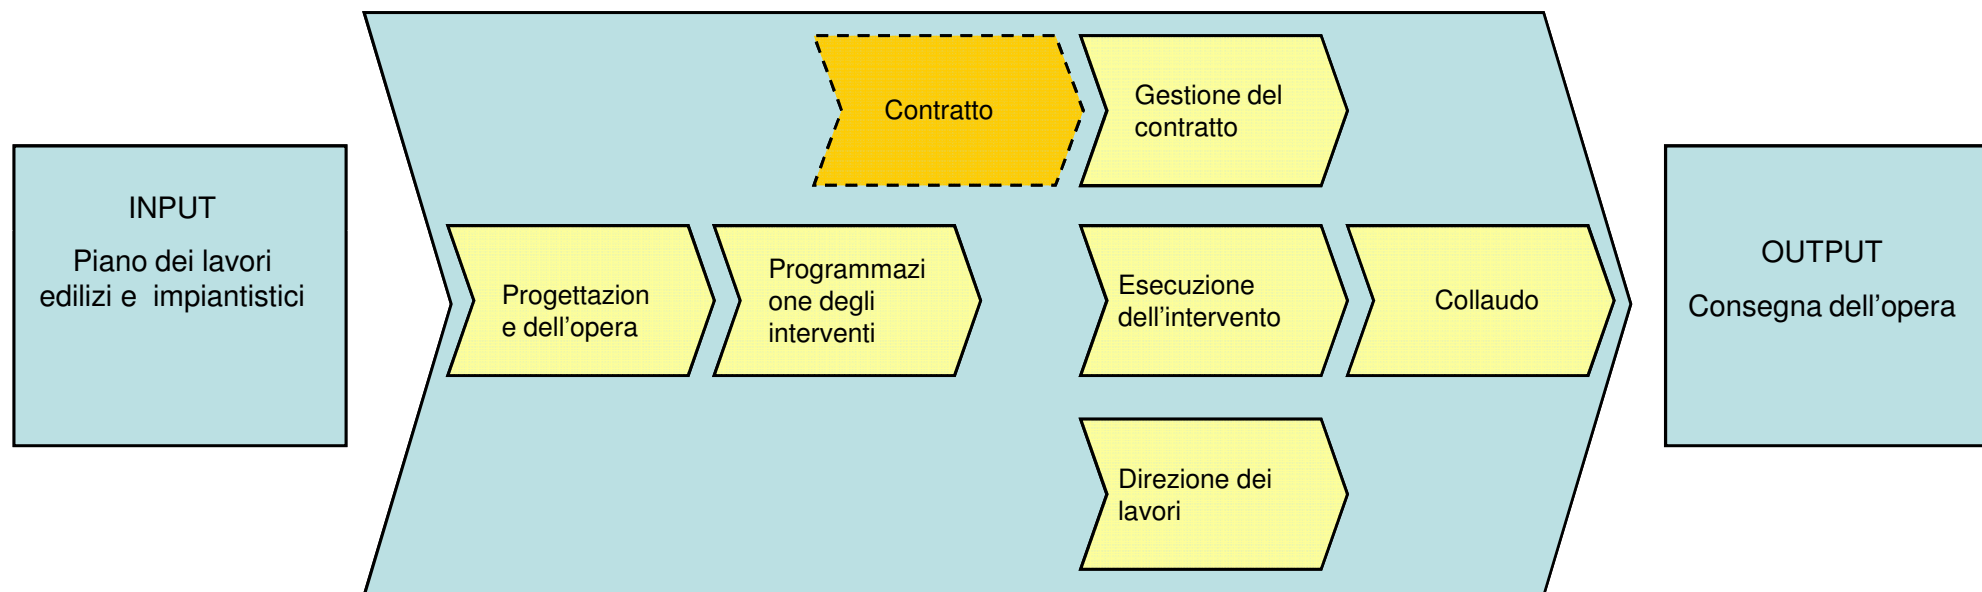 INPUT
Piano dei lavori
edilizi e impiantistici
Contratto
Gestione del
contratto
Progettazion
e dell'opera
Programmazi
one degli
interventi
Esecuzione
dell'intervento
Collaudo
Direzione dei
lavori
OUTPUT
Consegna dell'opera